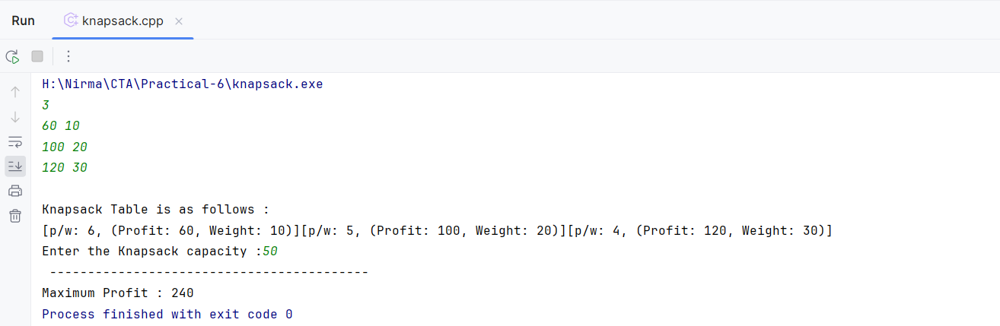 Run knapsack.cpp
H:\Nirma\CTA\Practical-6\knapsack.exe
3
60 10
100 20
120 30
Knapsack Table is as follows :
[p/w: 6, (Profit: 60, Weight: 10)][p/w: 5, (Profit: 100, Weight: 20)][p/w: 4, (Profit: 120, Weight: 30)]
Enter the Knapsack capacity :50
------------------------------------------
Maximum Profit : 240
Process finished with exit code 0